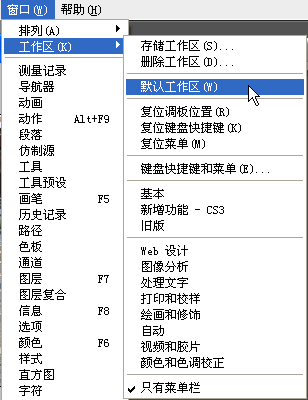 窗口(W) 帮助(H)
排列(A)
工作区(K)
测量记录
导航器
动画
动作 Alt+F9
段落
仿制源
工具
工具预设
画笔 F5
历史记录
路径
色板
通道
图层 F7
图层复合
信息 F8
选项
颜色 F6
样式
直方图
字符
存储工作区(S)...
删除工作区(D)...
默认工作区(W)
复位调板位置(R)
复位键盘快捷键(K)
复位菜单(M)
键盘快捷键和菜单(E)...
基本
新增功能 - CS3
旧版
Web 设计
图像分析
处理文字
打印和校样
绘画和修饰
自动
视频和胶片
颜色和色调校正
✓只有菜单栏